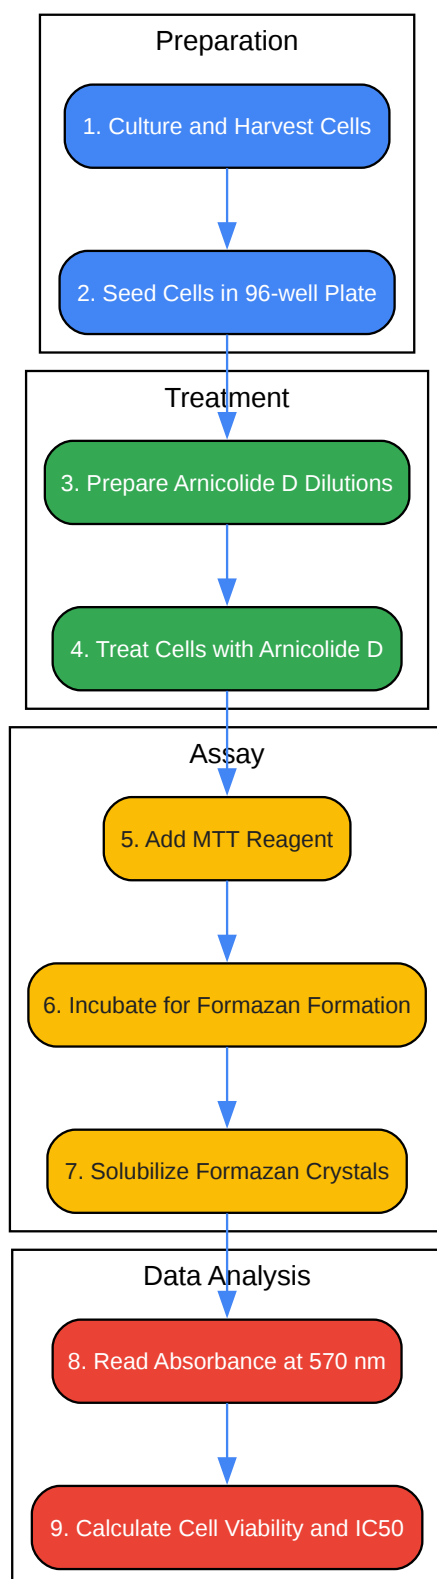 Preparation
1. Culture and Harvest Cells
2. Seed Cells in 96-well Plate
Treatment
3. Prepare Arnicolide D Dilutions
4. Treat Cells with Arnicolide D
Assay
5. Add MTT Reagent
6. Incubate for Formazan Formation
7. Solubilize Formazan Crystals
Data Analysis
8. Read Absorbance at 570 nm
9. Calculate Cell Viability and IC50